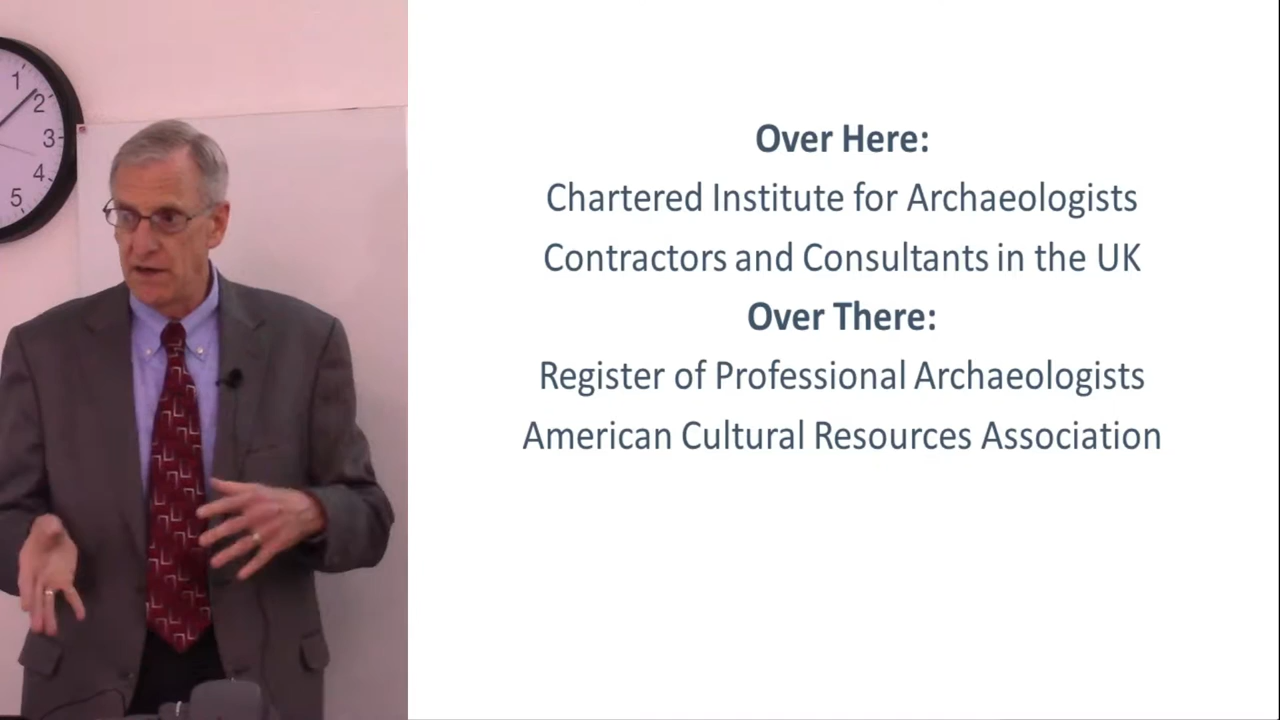 1
2
3
4
5
Over Here:
Chartered Institute for Archaeologists
Contractors and Consultants in the UK
Over There:
Register of Professional Archaeologists
American Cultural Resources Association